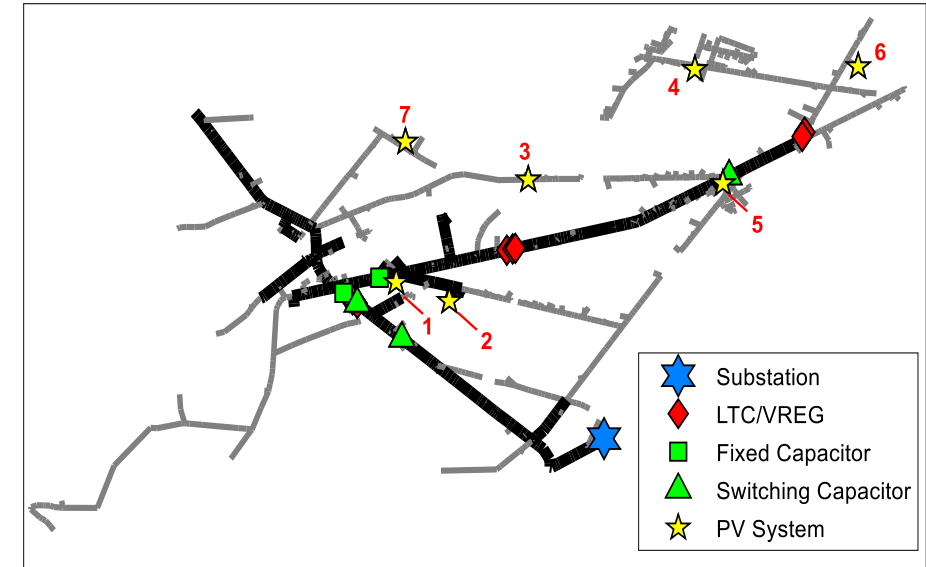 6
4
7
3
5
1
2
Substation
LTC/VREG
Fixed Capacitor
Switching Capacitor
PV System